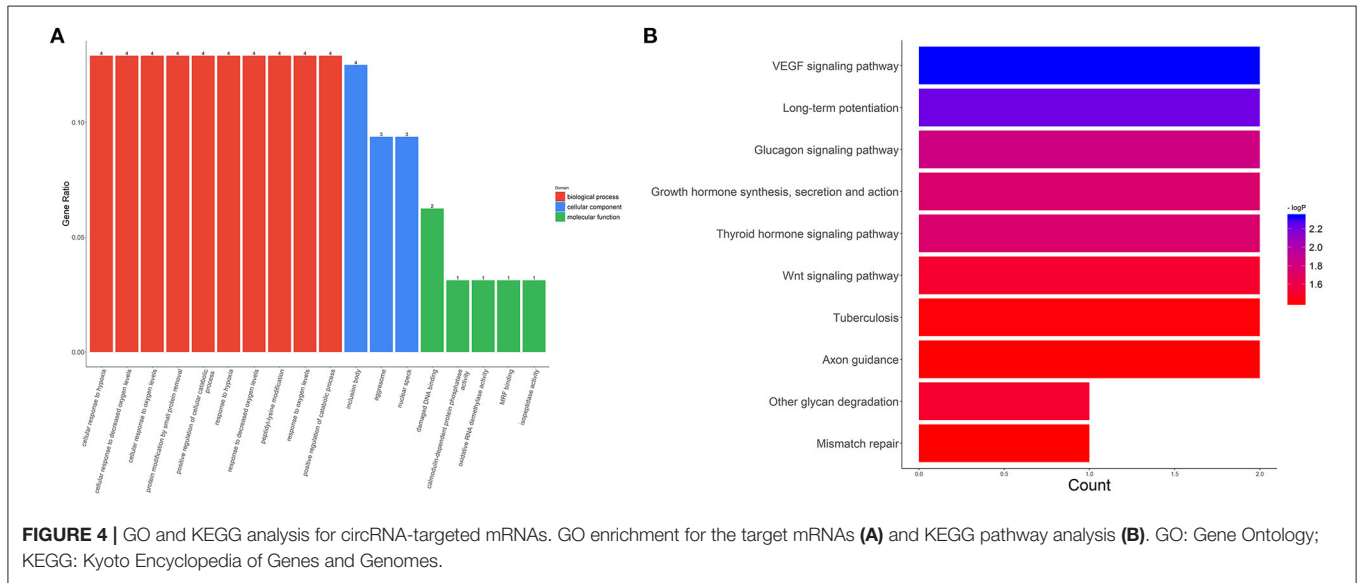 A
4 4 4 4 4 4 4 4 4 4 4 3 3 2 1 1 1 1
0.10
0.05
0.00
Gene Ratio
cellular response to hypoxia
cellular response to decreased oxygen levels
cellular response to oxygen levels
protein modification by small protein removal
positive regulation of cellular catabolic
process
response to hypoxia
response to decreased oxygen levels
peptidyl-lysine modification
response to oxygen levels
positive regulation of catabolic process
inclusion body
aggresome
nuclear speck
damaged DNA binding
calmodulin-dependent protein phosphatase
activity
oxidative RNA demethylase activity
MRF binding
isopeptidase activity
Domain
biological process
cellular component
molecular function
B
VEGF signaling pathway
Long-term potentiation
Glucagon signaling pathway
Growth hormone synthesis, secretion and action
Thyroid hormone signaling pathway
Wnt signaling pathway
Tuberculosis
Axon guidance
Other glycan degradation
Mismatch repair
0.0 0.5 1.0 1.5 2.0
Count
- logP
2.2
2.0
1.8
1.6
FIGURE 4 | GO and KEGG analysis for circRNA-targeted mRNAs. GO enrichment for the target mRNAs (A) and KEGG pathway analysis (B). GO: Gene Ontology;
KEGG: Kyoto Encyclopedia of Genes and Genomes.